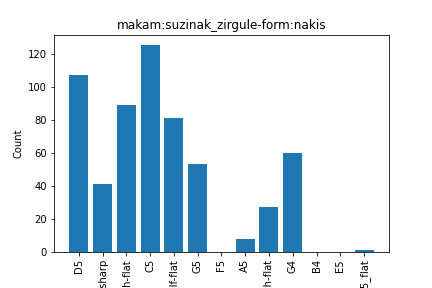 makam:suzinak_zirgule-form:nakis
120
100
80
60
40
20
0
Count
D5
sharp
h-flat
C5
lf-flat
G5
F5
A5
h-flat
G4
B4
E5
5_flat